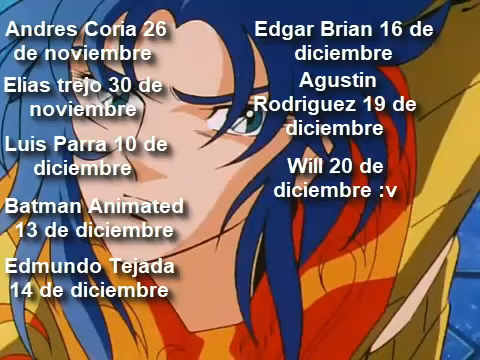 Andres Coria 26
de noviembre
Elias trejo 30 de
noviembre
Luis Parra 10 de
diciembre
Batman Animated
13 de diciembre
Edmundo Tejada
14 de diciembre
Edgar Brian 16 de
diciembre
Agustin
Rodriguez 19 de
diciembre
Will 20 de
diciembre :v